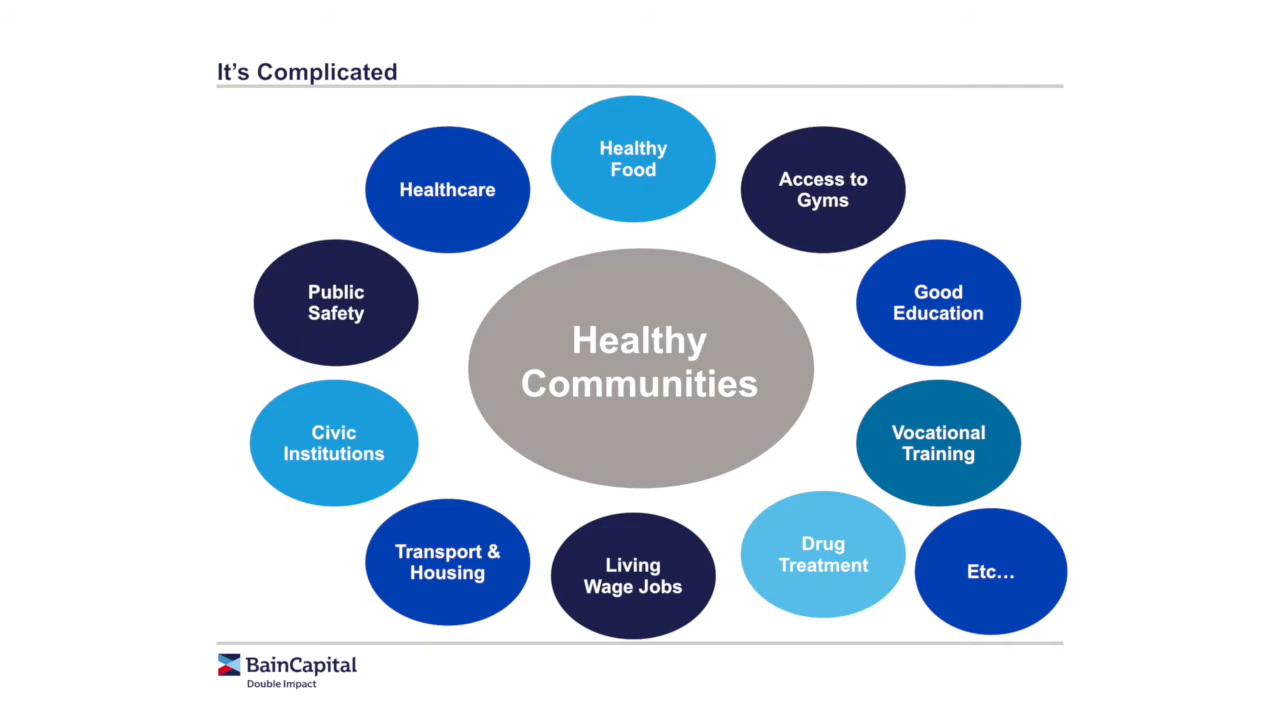 It’s Complicated
Healthy
Food
Healthcare
Access to
Gyms
Public
Safety
Good
Education
Healthy
Communities
Civic
Institutions
Vocational
Training
Transport &
Housing
Living
Wage Jobs
Drug
Treatment
Etc…
BainCapital
Double Impact